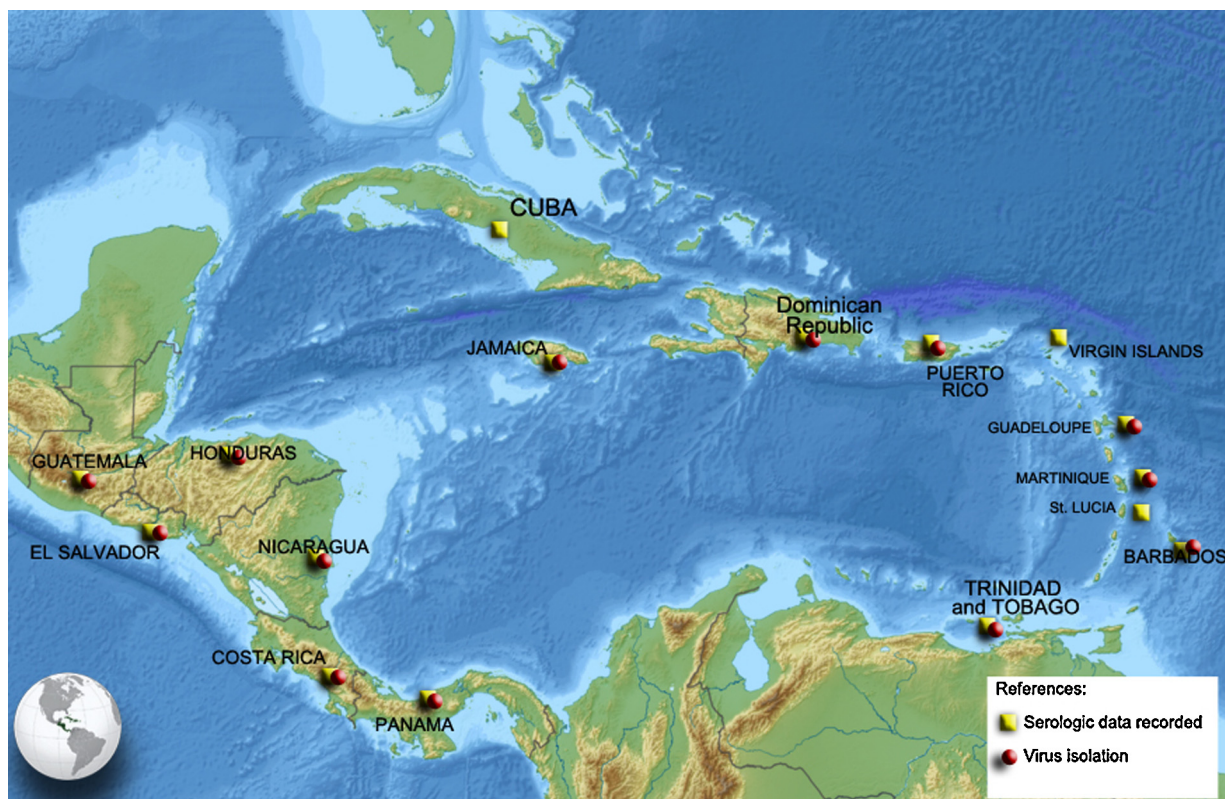 CUBA
Dominican
Republic
JAMAICA
VIRGIN ISLANDS
PUERTO
RICO
GUADELOUPE
HONDURAS
GUATEMALA
MARTINIQUE
St. LUCIA
EL SALVADOR
NICARAGUA
BARBADOS
TRINIDAD
and TOBAGO
COSTA RICA
PANAMA
References:
Serologic data recorded
Virus isolation